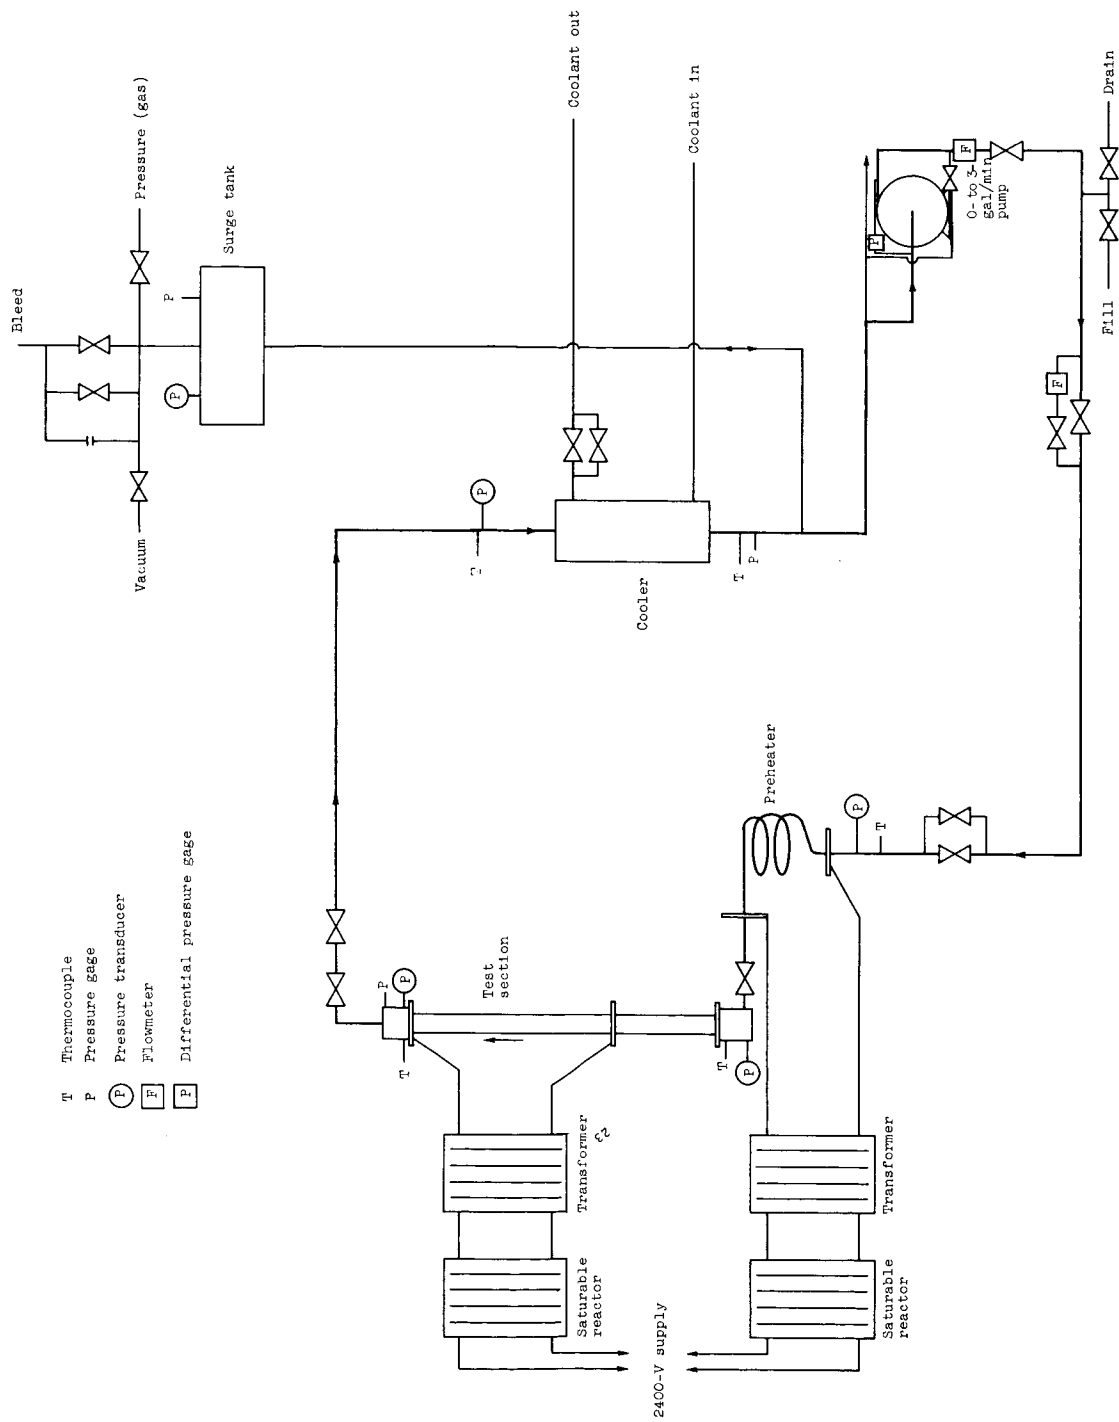 Bleed
Pressure (gas)
Vacuum
Surge tank
P
P
Coolant out
Coolant in
P
T
Cooler
T
P
P
F
0- to 3-
gal/min
pump
Drain
Fill
F
T Thermocouple
P Pressure gage
P Pressure transducer
F Flowmeter
P Differential pressure gage
P
P
T
Test
section
T
P
Preheater
P
T
Transformer
23
Saturable
reactor
Transformer
Saturable
reactor
2400-V supply